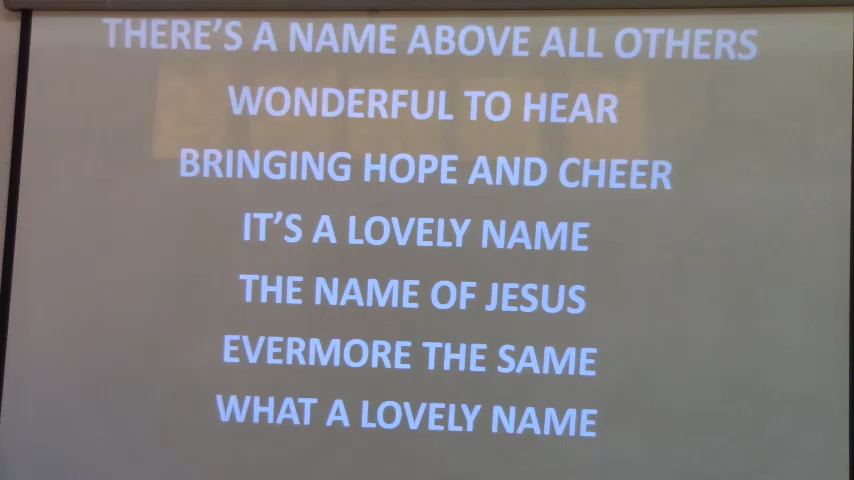 THERE'S A NAME ABOVE ALL OTHERS
WONDERFUL TO HEAR
BRINGING HOPE AND CHEER
IT'S A LOVELY NAME
THE NAME OF JESUS
EVERMORE THE SAME
WHAT A LOVELY NAME